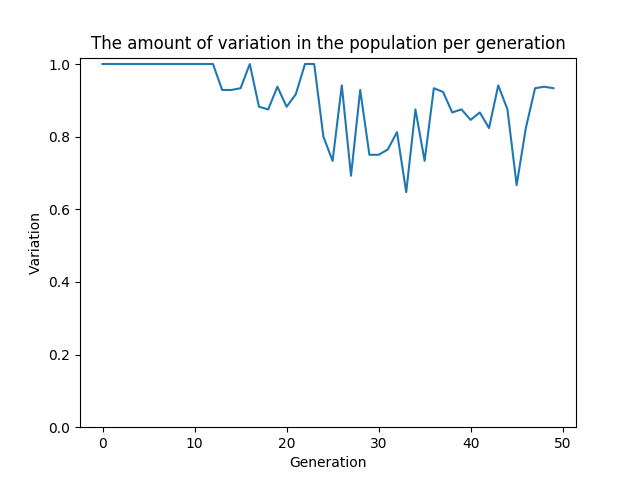 The amount of variation in the population per generation
1.0
0.8
0.6
0.4
0.2
0.0
Variation
0 10 20 30 40 50
Generation